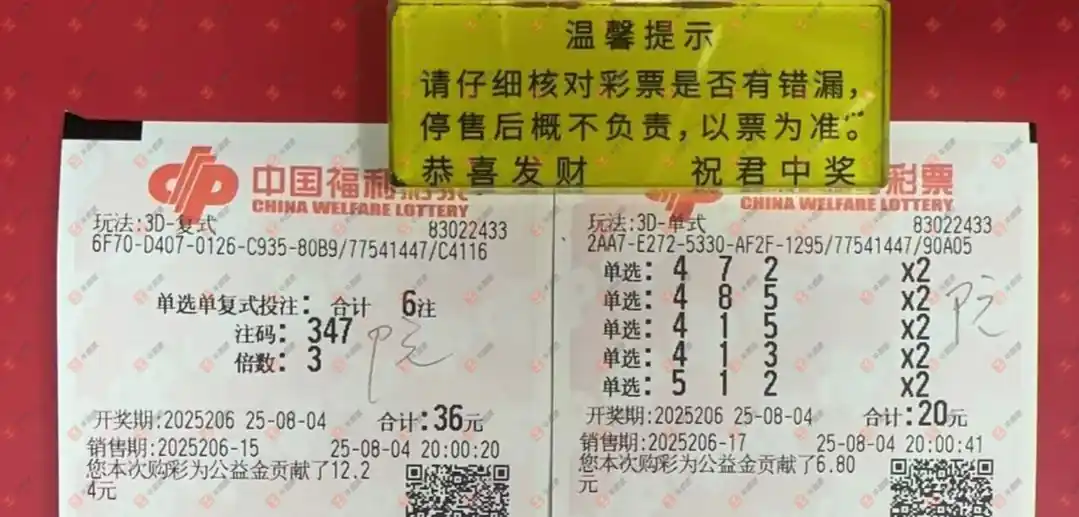 温馨提示
请仔细核对彩票是否有错漏，
停售后概不负责，以票为准。
恭喜发财 祝君中奖
中国福利彩票
CHINA WELFARE LOTTERY
玩法:3D-复式 83022433
6F70-D407-0126-C935-80B9/77541447/C4116
单选单复式投注: 合计 6注
注码: 347
倍数: 3
开奖期:2025206 25-08-04 合计:36元
销售期:2025206-15 25-08-04 20:00:20
您本次购彩为公益金贡献了12.2
4元
彩票
CHINA WELFARE LOTTERY
玩法:3D-单式 83022433
2AA7-E272-5330-AF2F-1295/77541447/90A05
单选: 4 7 2 x2
单选: 4 8 5 x2
单选: 4 1 5 x2
单选: 4 1 3 x2
单选: 5 1 2 x2
开奖期:2025206 25-08-04 合计:20元
销售期:2025206-17 25-08-04 20:00:41
您本次购彩为公益金贡献了6.80
元